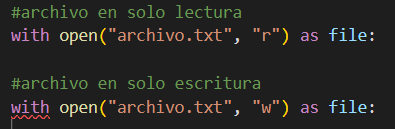 #archivo en solo lectura
with open("archivo.txt", "r") as file:
#archivo en solo escritura
with open("archivo.txt", "w") as file: